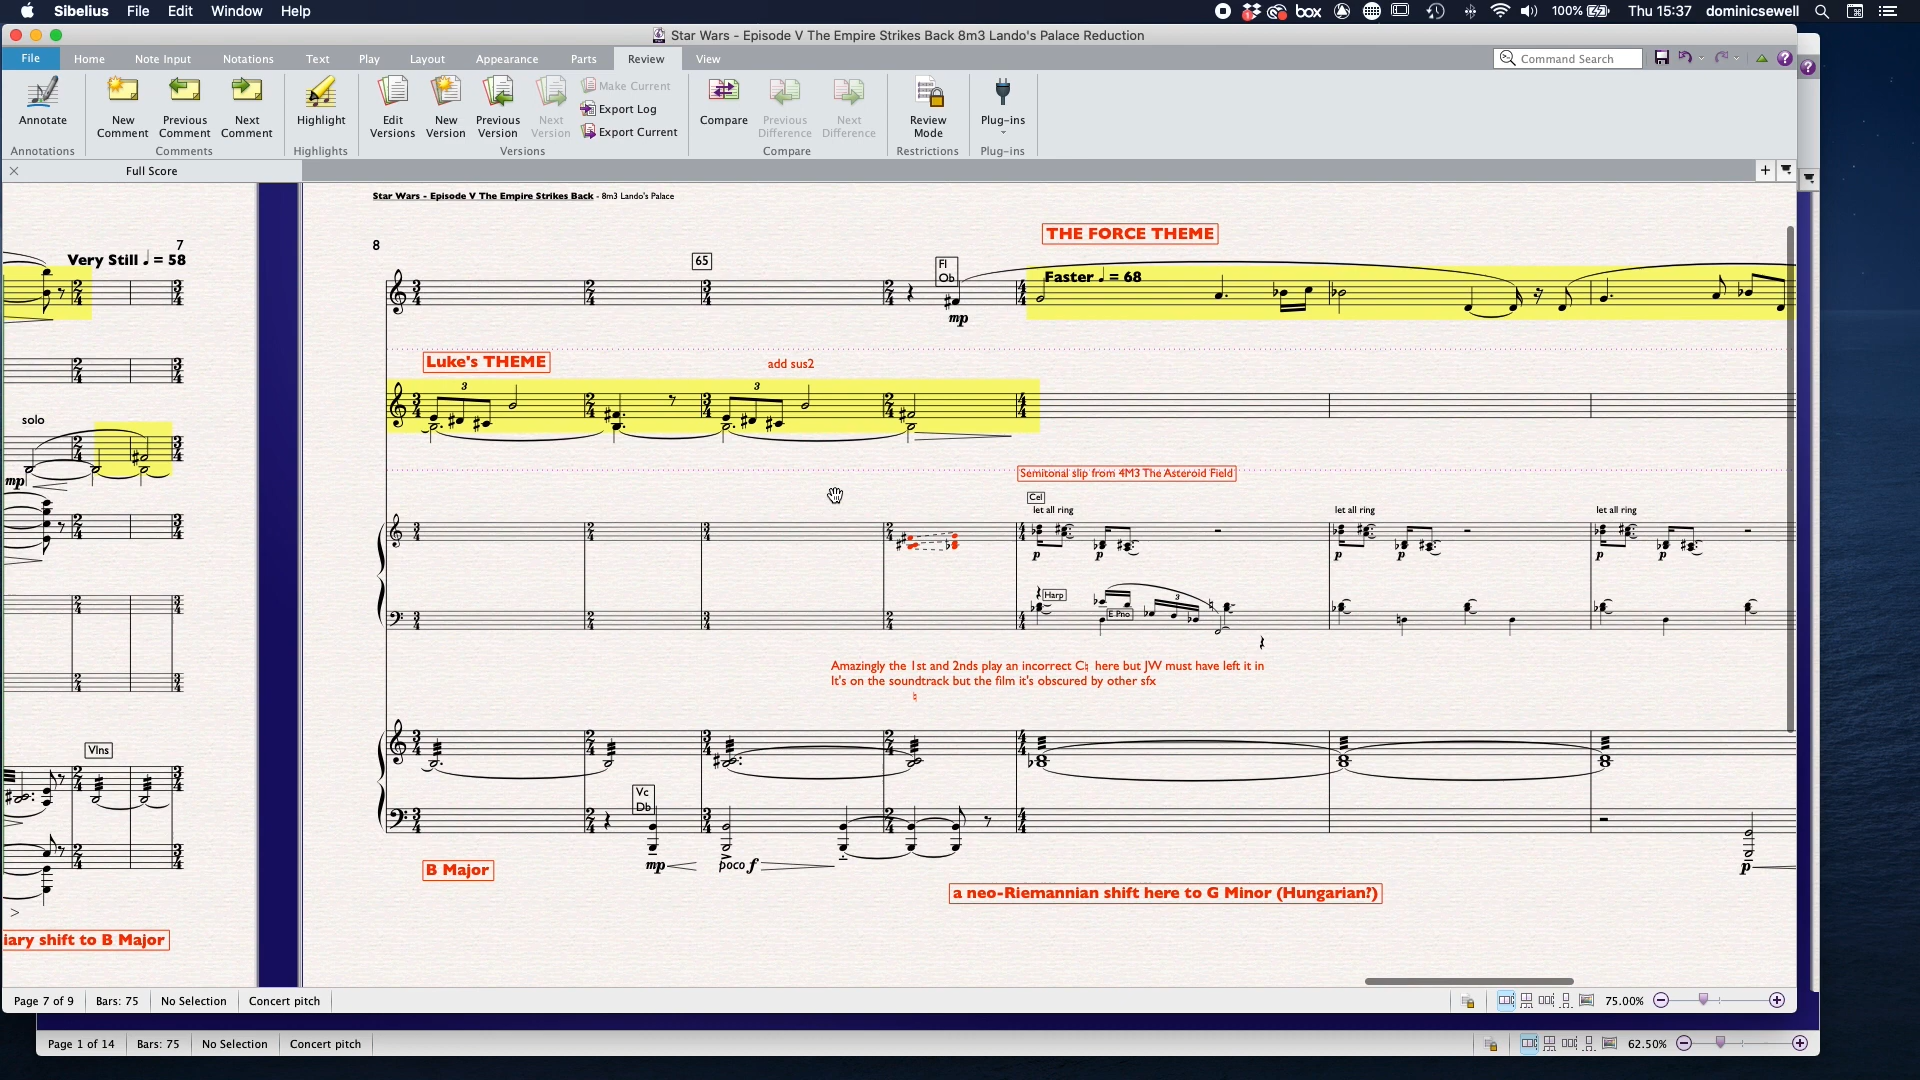 Sibelius File Edit Window Help
box 100% Thu 15:37 dominicsewell
Star Wars - Episode V The Empire Strikes Back 8m3 Lando's Palace Reduction
File Home Note Input Notations Text Play Layout Appearance Parts Review View
Command Search
Annotate
New Comment
Previous Comment
Next Comment
Highlight
Edit Versions
New Version
Previous Version
Next Version
Make Current
Export Log
Export Current
Compare
Previous Difference
Next Difference
Review Mode
Plug-ins
Annotations Comments Highlights Versions Compare Restrictions Plug-ins
Full Score
Star Wars - Episode V The Empire Strikes Back - 8m3 Lando's Palace
THE FORCE THEME
7
8
Very Still ♩ = 58
65
Fl
Ob
Faster ♩ = 68
mp
Luke's THEME
add sus2
3
3
solo
mp
Semitonal slip from 4M3 The Asteroid Field
Cel
let all ring let all ring let all ring
p p p p p p
Harp
E Pno
3
Amazingly the 1st and 2nds play an incorrect C♮ here but JW must have left it in
It's on the soundtrack but the film it's obscured by other sfx
♮
Vlns
Vc
Db
mp poco f p
B Major
a neo-Riemannian shift here to G Minor (Hungarian?)
iary shift to B Major
Page 7 of 9 Bars: 75 No Selection Concert pitch 75.00%
Page 1 of 14 Bars: 75 No Selection Concert pitch 62.50%